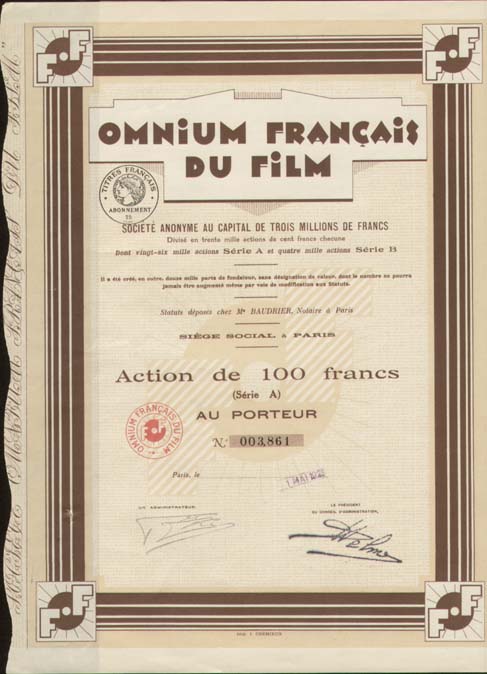 OMNIUM FRANÇAIS
DU FILM
TITRES FRANÇAIS
ABONNEMENT
SOCIÉTÉ ANONYME AU CAPITAL DE TROIS MILLIONS DE FRANCS
Divisé en trente mille actions de cent francs chacune
Dont vingt-six mille actions Série A et quatre mille actions Série B
Il a été créé, en outre, douze mille parts de fondateur, sans désignation de valeur, dont le nombre ne pourra
jamais être augmenté même par voie de modification aux Statuts.
Statuts déposés chez Me BAUDRIER, Notaire à Paris
SIÈGE SOCIAL à PARIS
Action de 100 francs
(Série A)
AU PORTEUR
N° 003,861
OMNIUM FRANÇAIS DU FILM
Paris, le
UN ADMINISTRATEUR,
LE PRÉSIDENT
DU CONSEIL D'ADMINISTRATION,